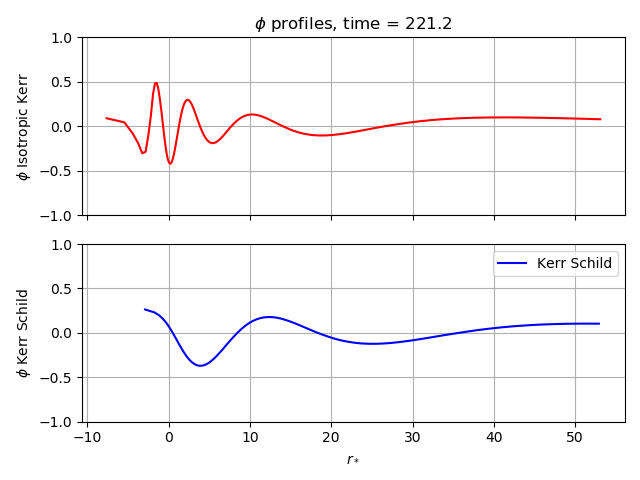 ϕ profiles, time = 221.2
1.0
0.5
0.0
−0.5
−1.0
ϕ Isotropic Kerr
1.0
0.5
0.0
−0.5
−1.0
ϕ Kerr Schild
Kerr Schild
−10 0 10 20 30 40 50
r*